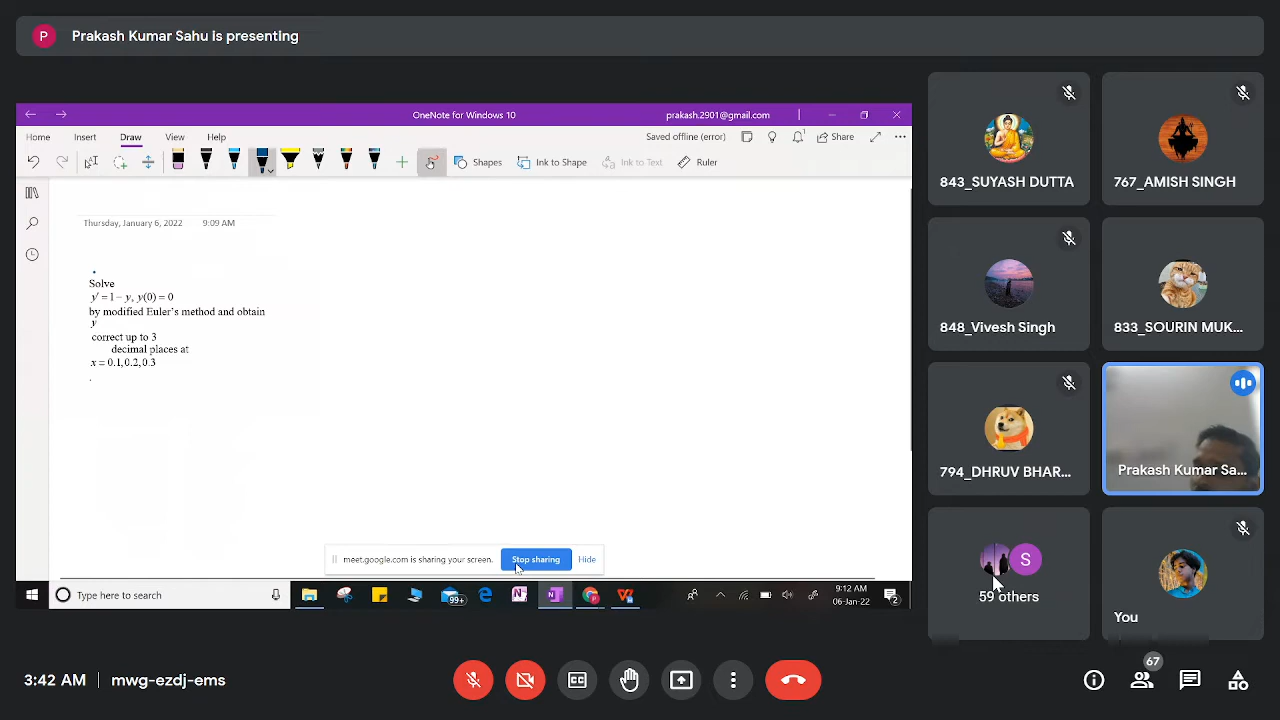 P Prakash Kumar Sahu is presenting
OneNote for Windows 10
prakash.2901@gmail.com
Home Insert Draw View Help
Saved offline (error)
Share
Shapes
Ink to Shape
Ink to Text
Ruler
Thursday, January 6, 2022 9:09 AM
Solve
y' = 1 − y, y(0) = 0
by modified Euler's method and obtain
y
correct up to 3
decimal places at
x = 0.1, 0.2, 0.3
.
meet.google.com is sharing your screen. Stop sharing Hide
Type here to search
99+
9:12 AM
06-Jan-22
2
843_SUYASH DUTTA
767_AMISH SINGH
848_Vivesh Singh
833_SOURIN MUK...
794_DHRUV BHAR...
Prakash Kumar Sa...
S
59 others
You
3:42 AM | mwg-ezdj-ems
67